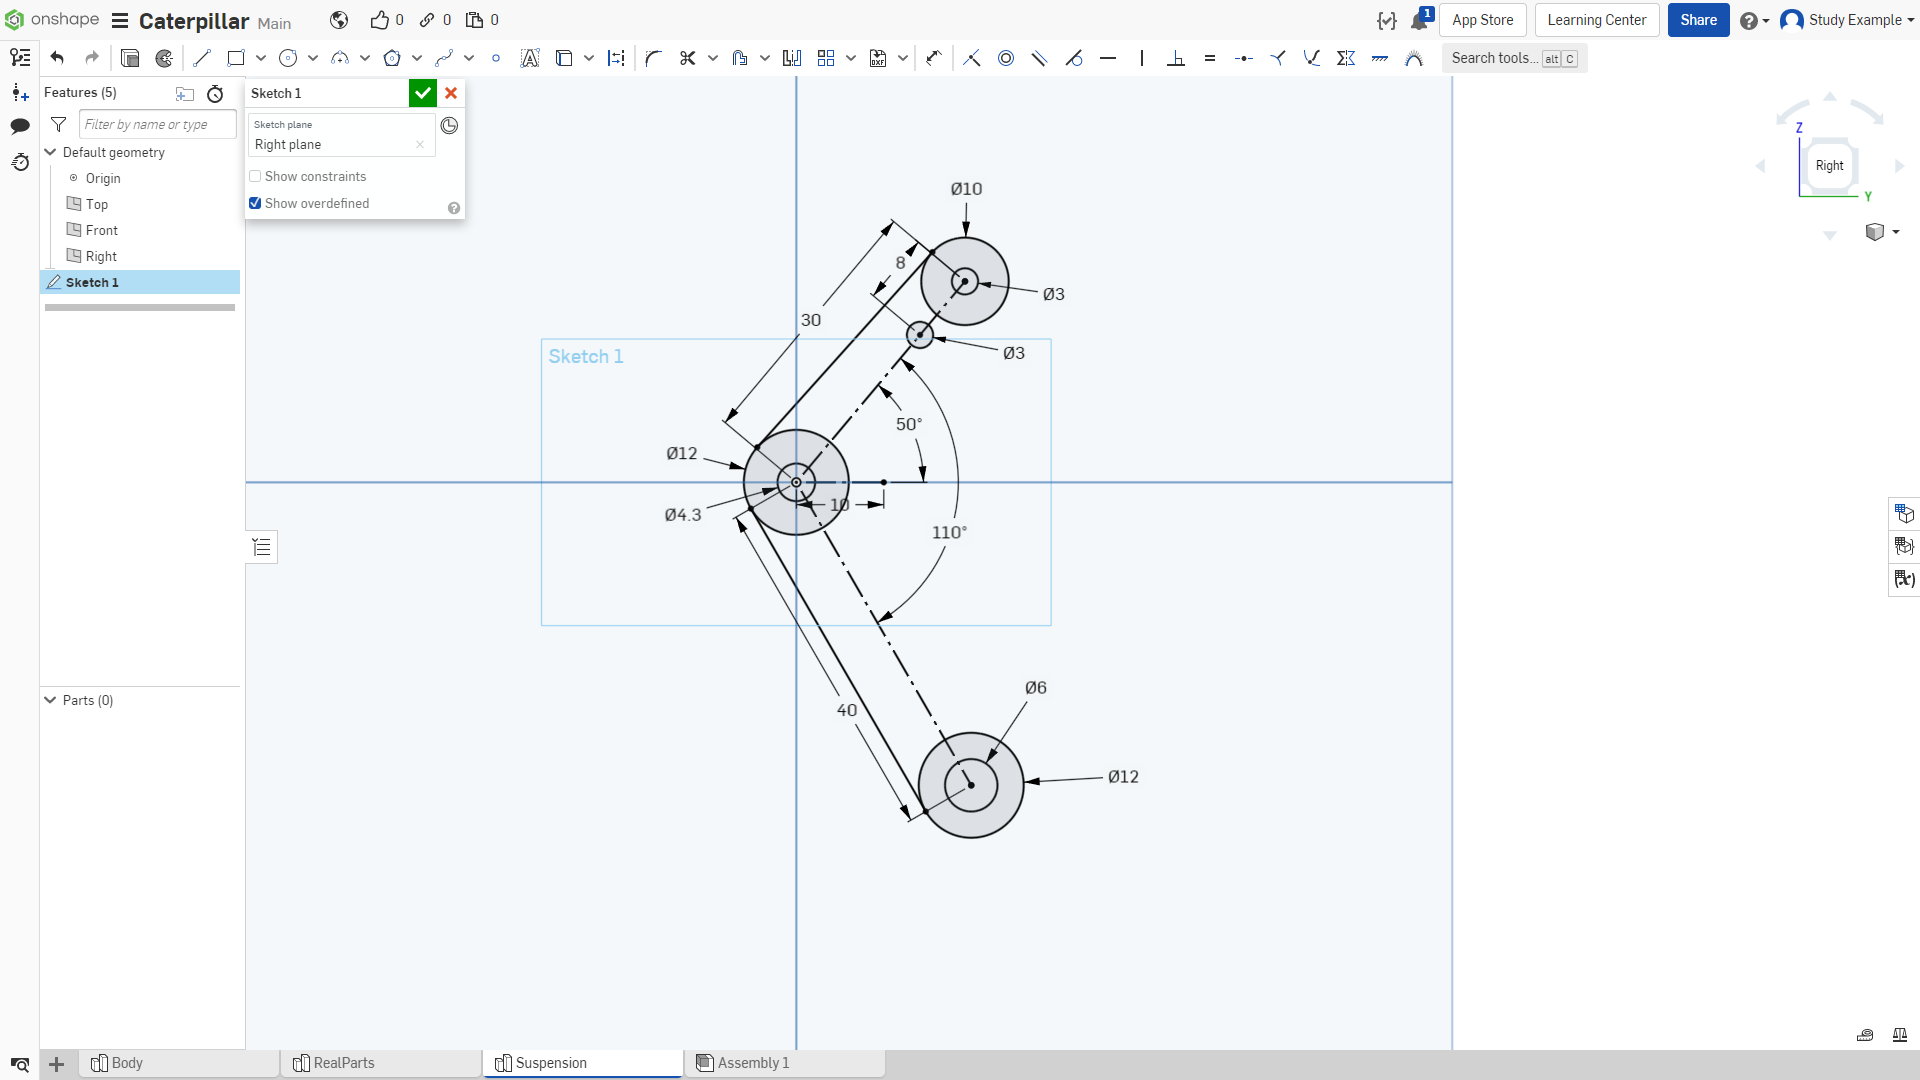 onshape Caterpillar Main 0 0 0 1 App Store Learning Center Share Study Example
Search tools... alt C
Features (5)
Filter by name or type
Default geometry
Origin
Top
Front
Right
Sketch 1
Parts (0)
Sketch 1
Sketch plane
Right plane
Show constraints
Show overdefined
Z
Right
Y
Ø10
8
Ø3
30
Ø3
Sketch 1
50°
Ø12
10
Ø4.3
110°
Ø6
40
Ø12
Body
RealParts
Suspension
Assembly 1